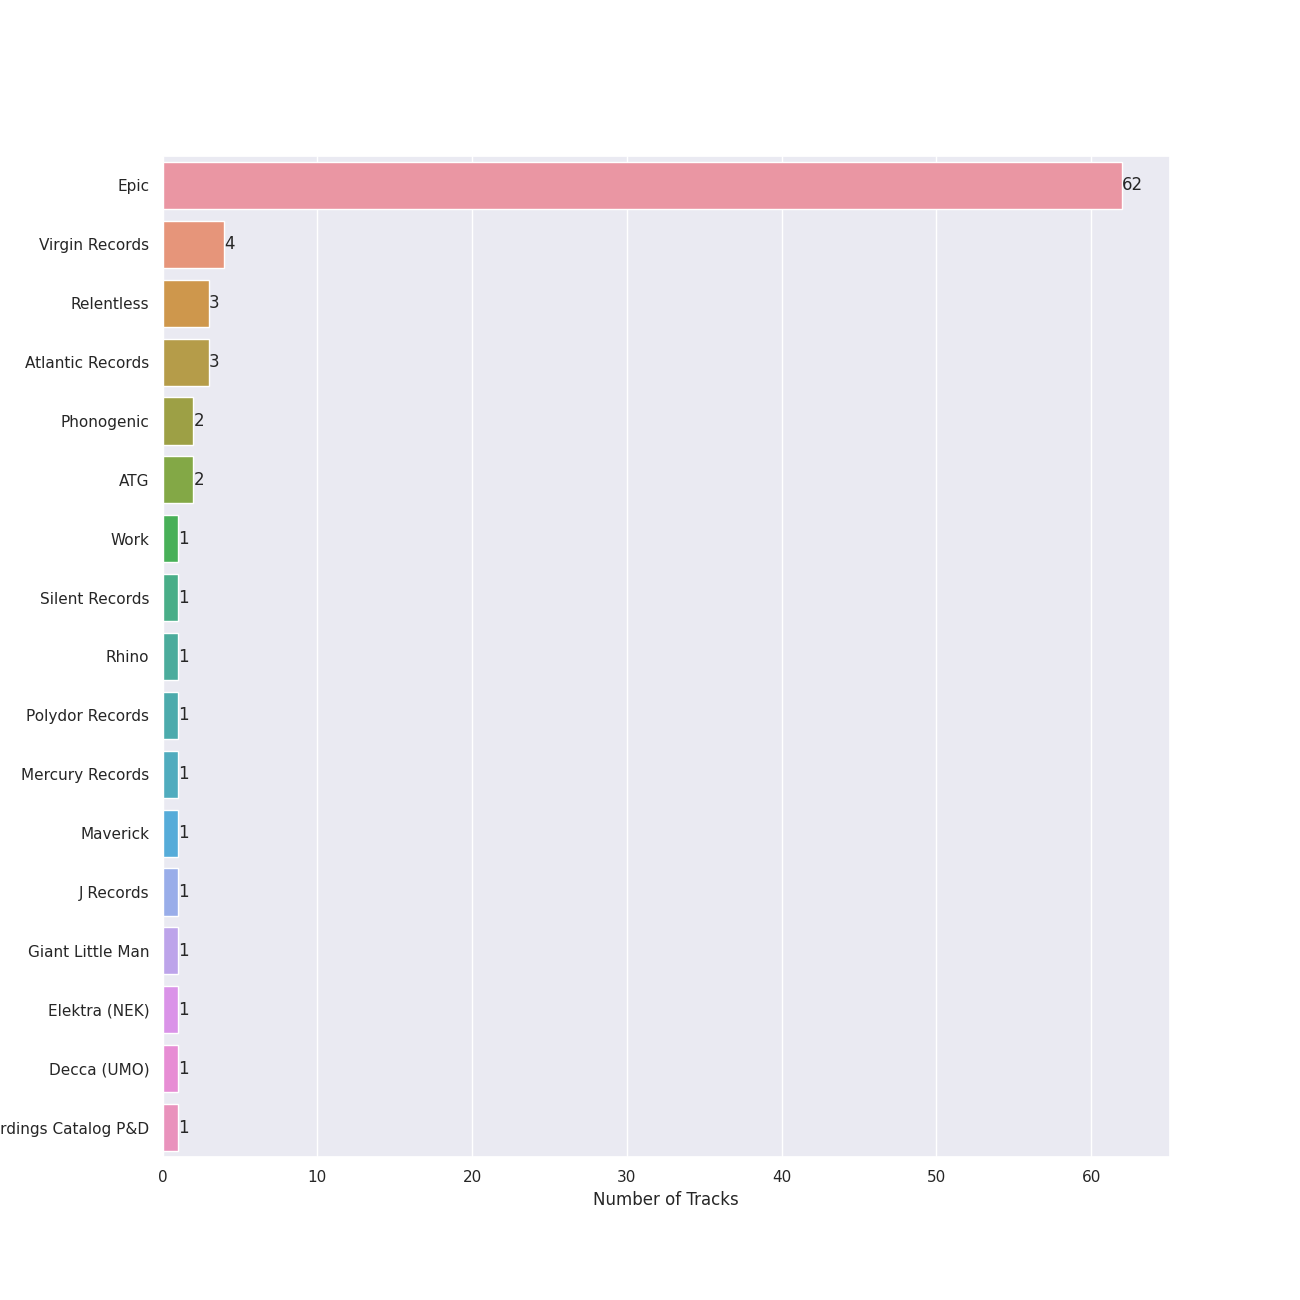 Epic 62
Virgin Records 4
Relentless 3
Atlantic Records 3
Phonogenic 2
ATG 2
Work 1
Silent Records 1
Rhino 1
Polydor Records 1
Mercury Records 1
Maverick 1
J Records 1
Giant Little Man 1
Elektra (NEK) 1
Decca (UMO) 1
rdings Catalog P&D 1
0 10 20 30 40 50 60
Number of Tracks